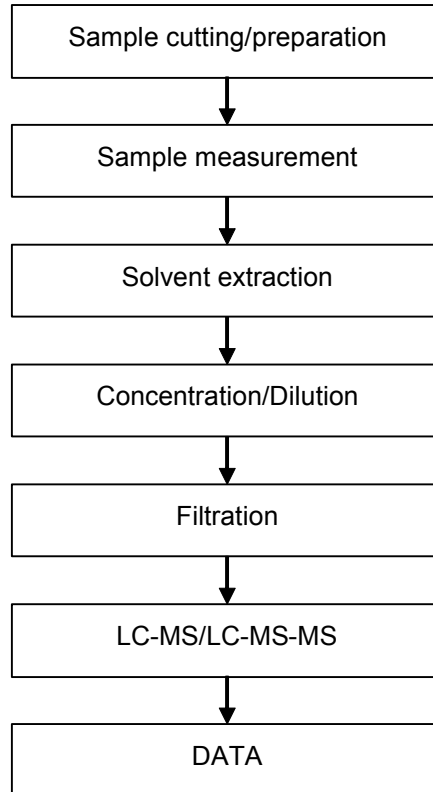 Sample cutting/preparation
Sample measurement
Solvent extraction
Concentration/Dilution
Filtration
LC-MS/LC-MS-MS
DATA